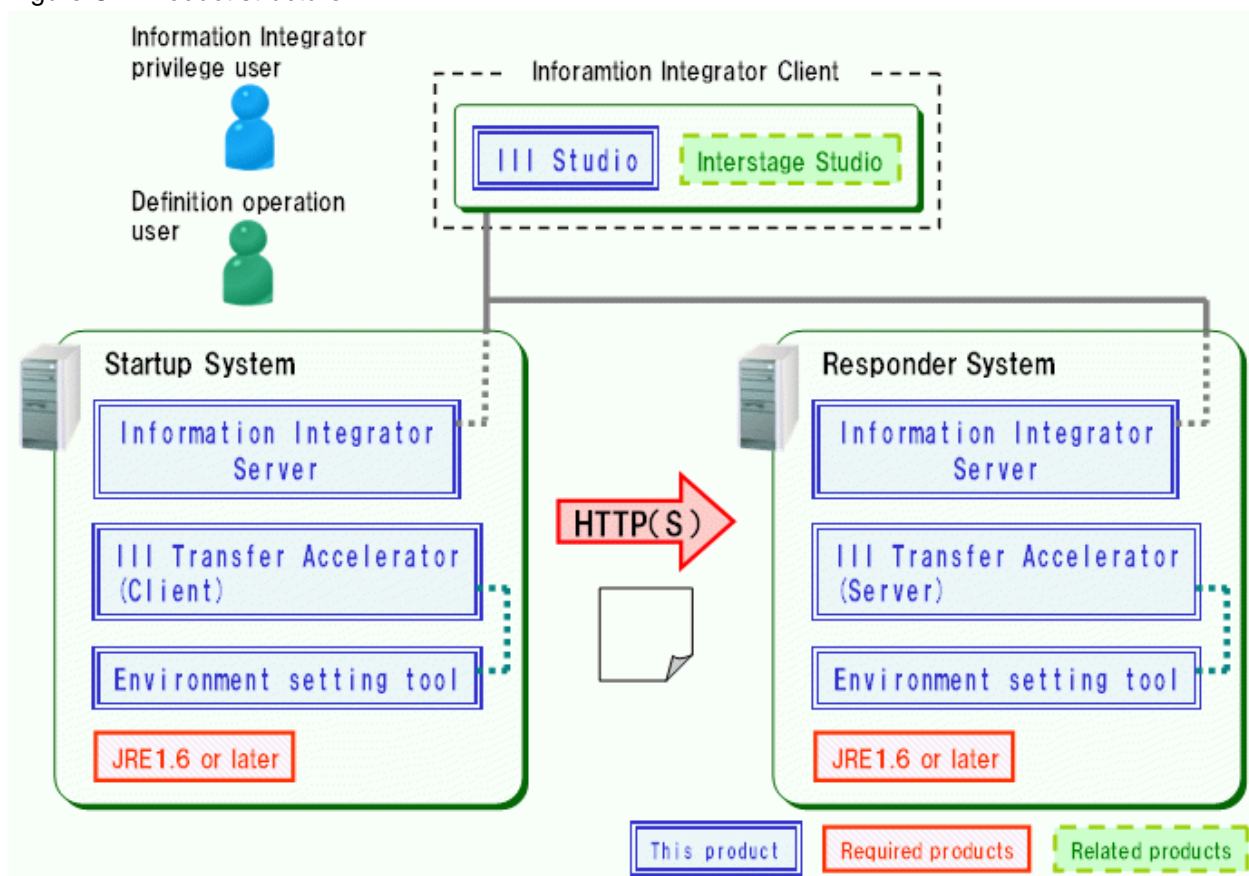 Information Integrator
privilege user
Inforamtion Integrator Client
III Studio
Interstage Studio
Definition operation
user
Startup System
Information Integrator
Server
III Transfer Accelerator
(Client)
Environment setting tool
JRE1.6 or later
HTTP(S)
Responder System
Information Integrator
Server
III Transfer Accelerator
(Server)
Environment setting tool
JRE1.6 or later
This product
Required products
Related products